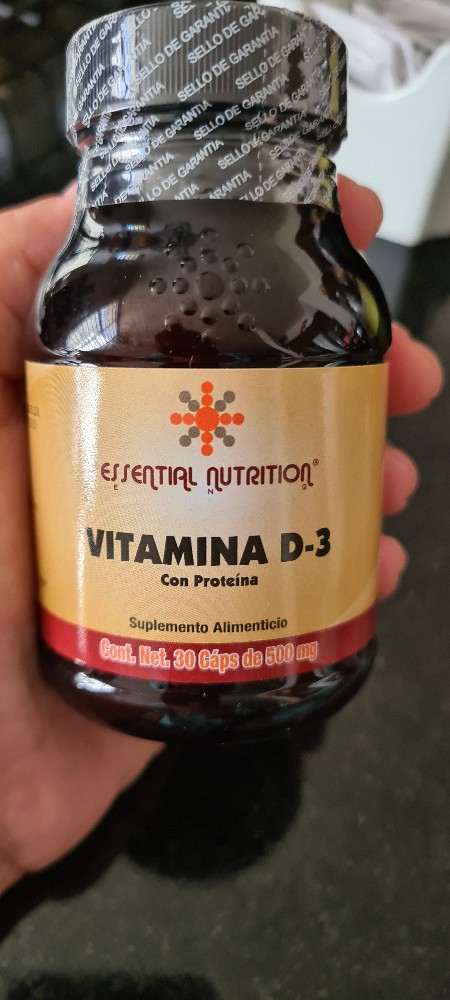 SELLO DE GARANTIA
ESSENTIAL NUTRITION®
E N G
VITAMINA D-3
Con Proteína
Suplemento Alimenticio
Cont. Net. 30 Cáps de 500 mg